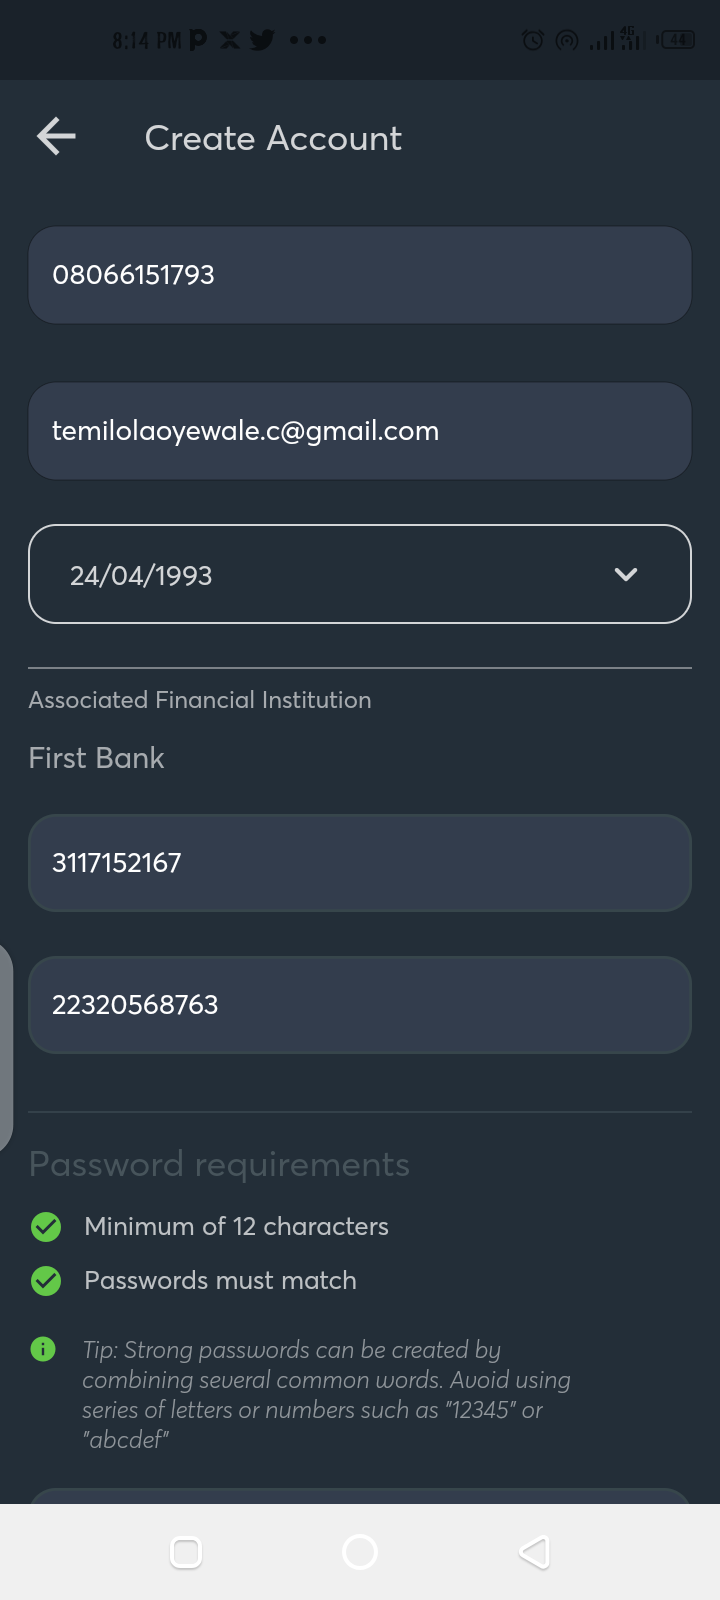 8:14 PM
4G
44
Create Account
08066151793
temilolaoyewale.c@gmail.com
24/04/1993
Associated Financial Institution
First Bank
3117152167
22320568763
Password requirements
Minimum of 12 characters
Passwords must match
Tip: Strong passwords can be created by
combining several common words. Avoid using
series of letters or numbers such as "12345" or
"abcdef"